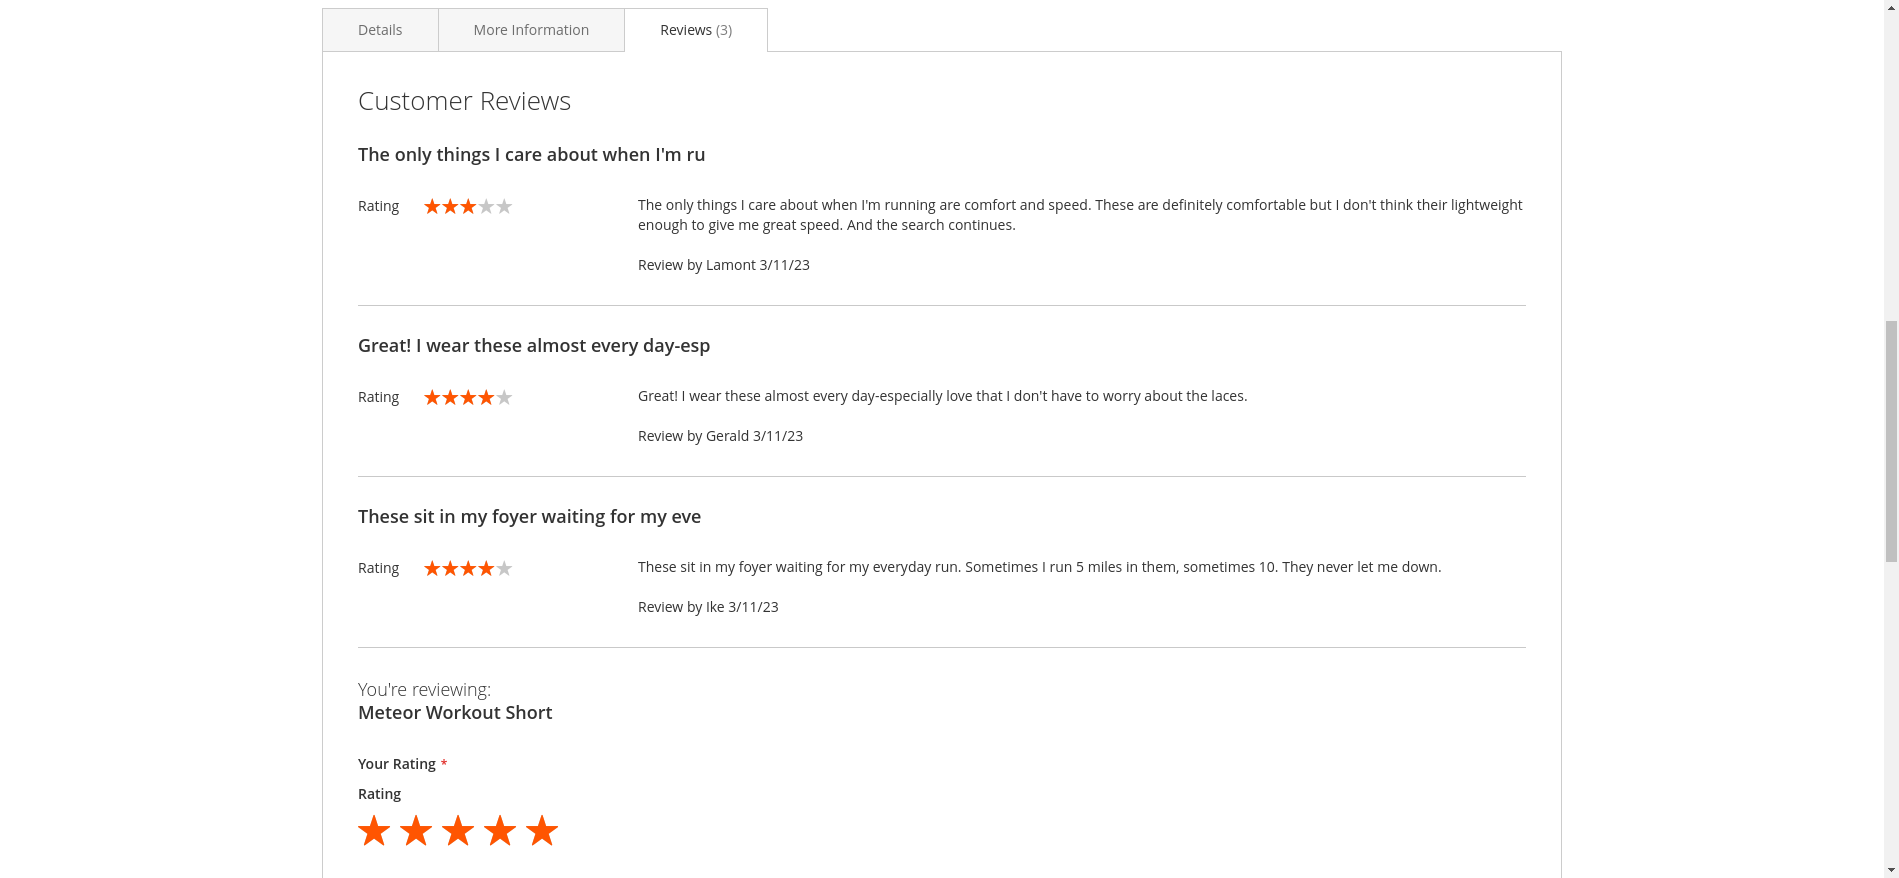 Details
More Information
Reviews (3)
Customer Reviews
The only things I care about when I'm ru
Rating
The only things I care about when I'm running are comfort and speed. These are definitely comfortable but I don't think their lightweight
enough to give me great speed. And the search continues.
Review by Lamont 3/11/23
Great! I wear these almost every day-esp
Rating
Great! I wear these almost every day-especially love that I don't have to worry about the laces.
Review by Gerald 3/11/23
These sit in my foyer waiting for my eve
Rating
These sit in my foyer waiting for my everyday run. Sometimes I run 5 miles in them, sometimes 10. They never let me down.
Review by Ike 3/11/23
You're reviewing:
Meteor Workout Short
Your Rating *
Rating